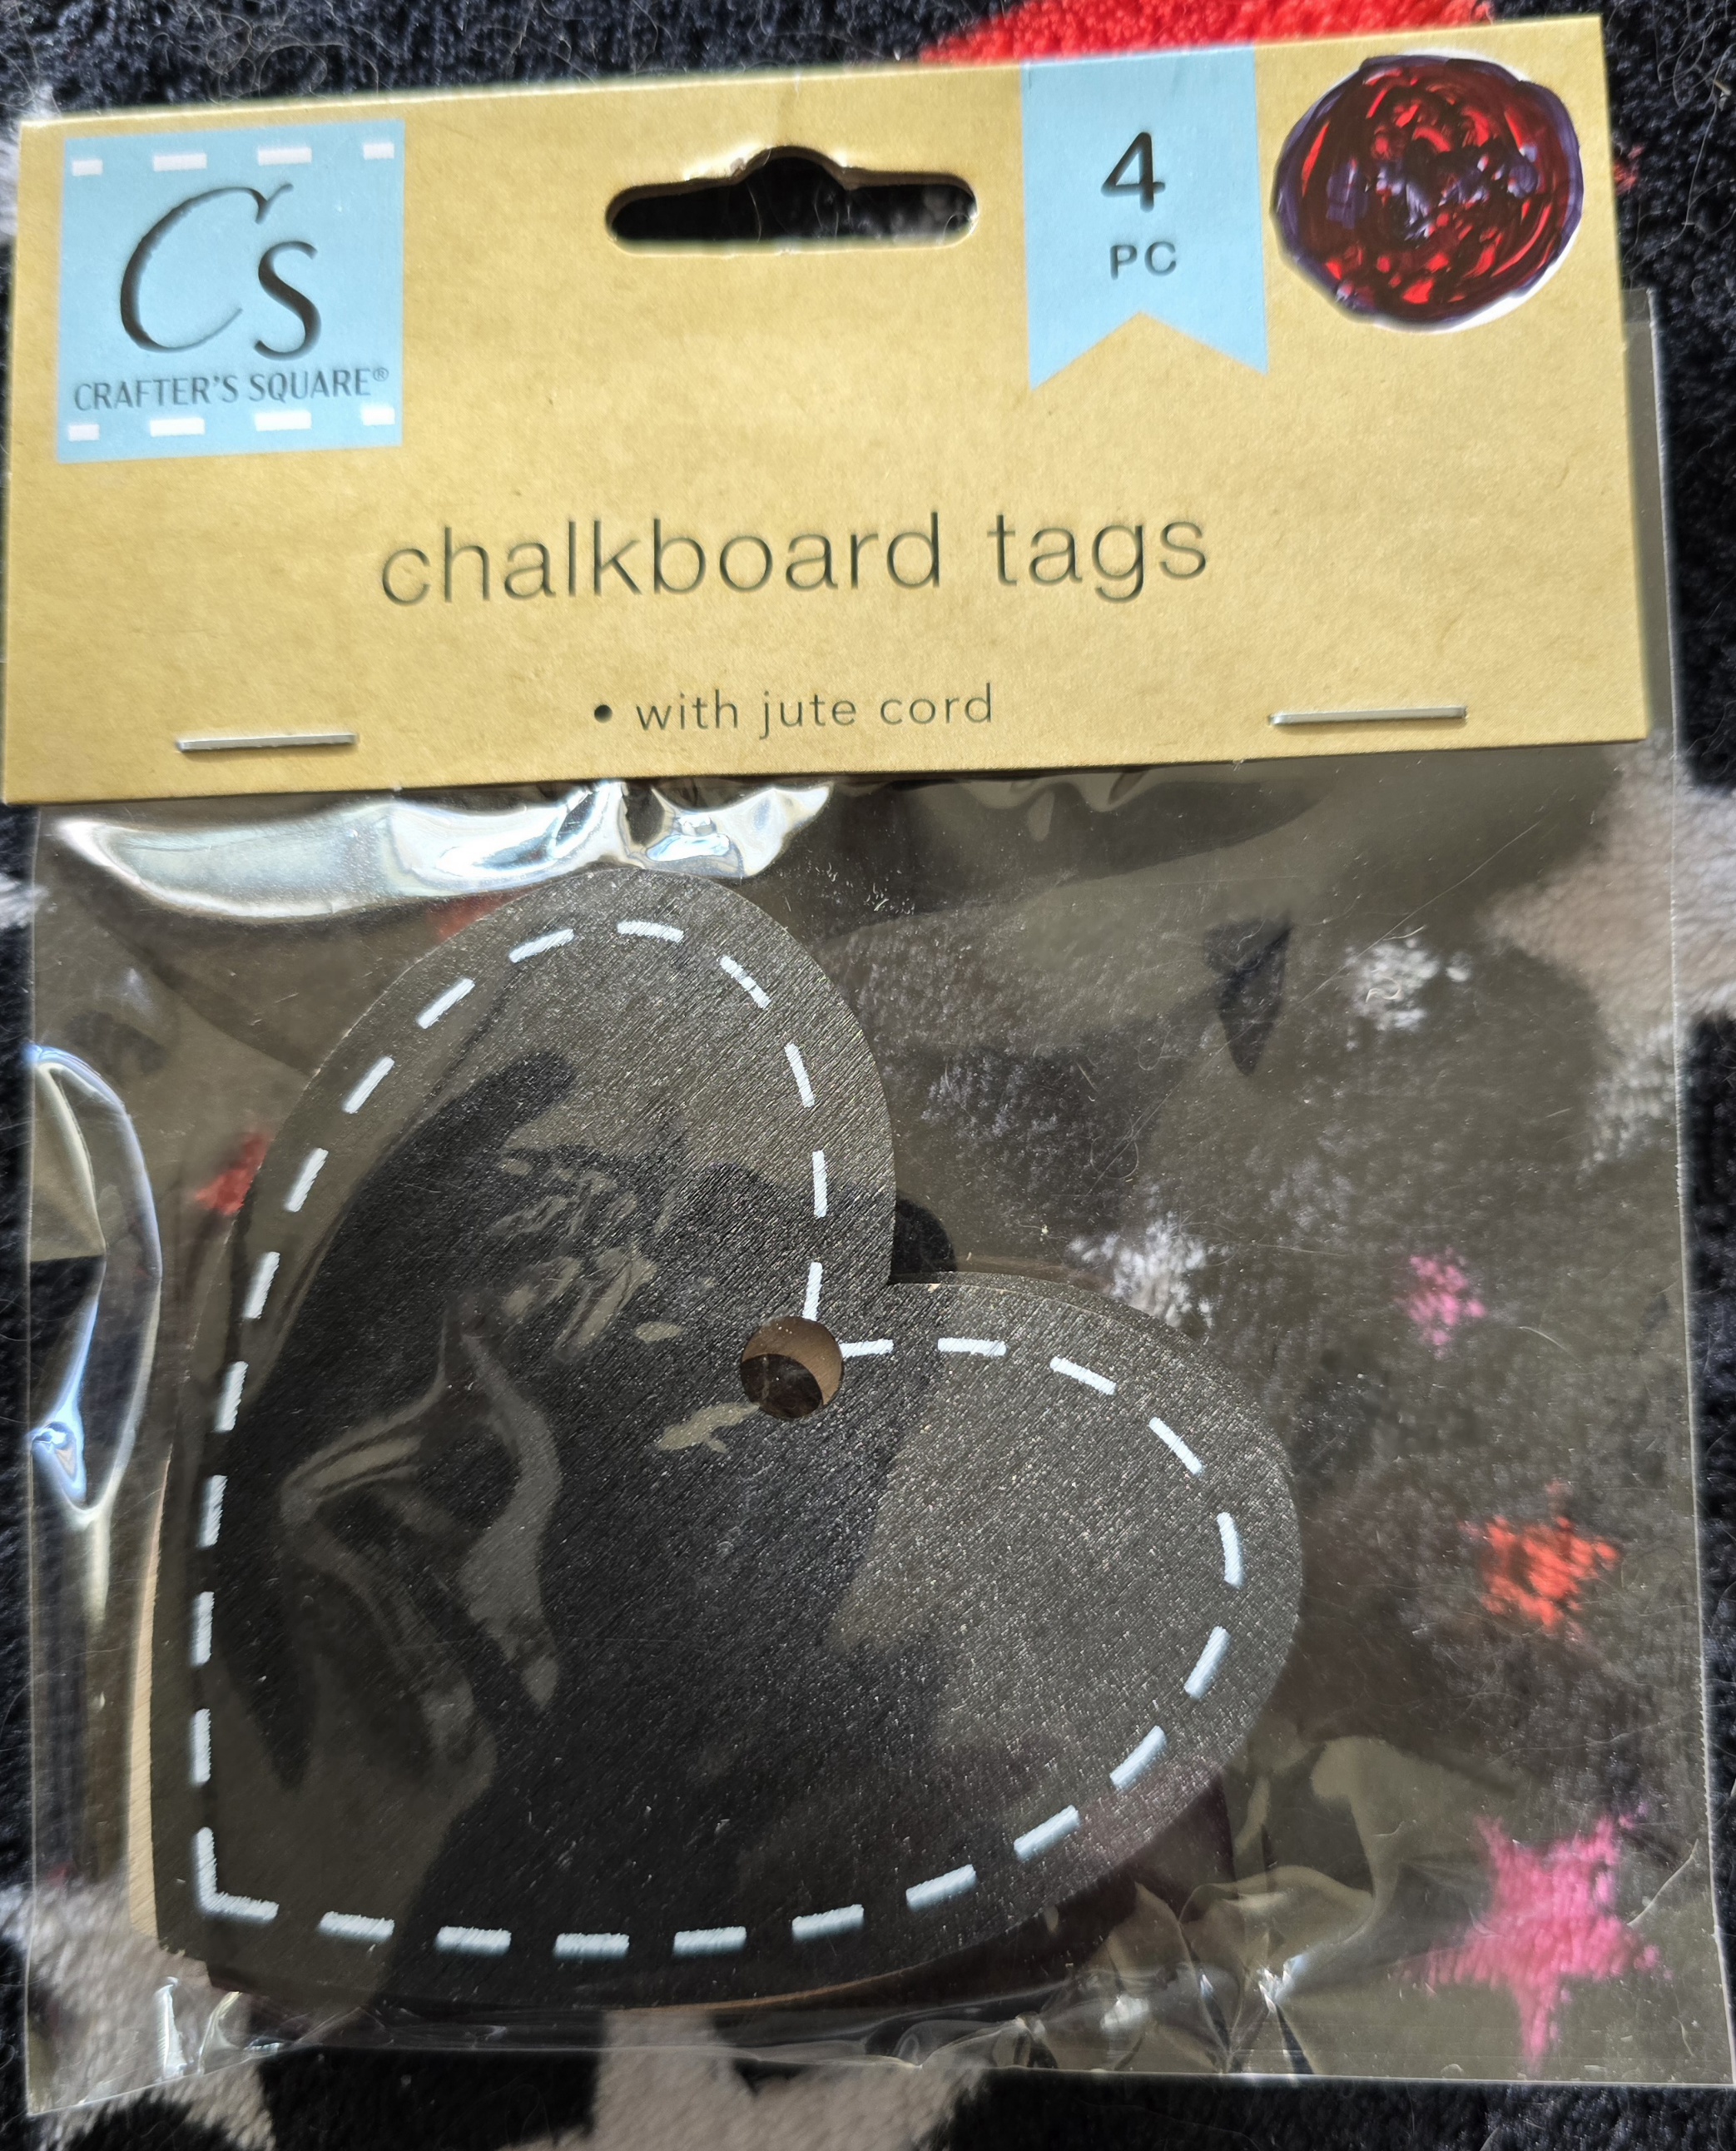 Cs
CRAFTER'S SQUARE®
4
PC
chalkboard tags
• with jute cord